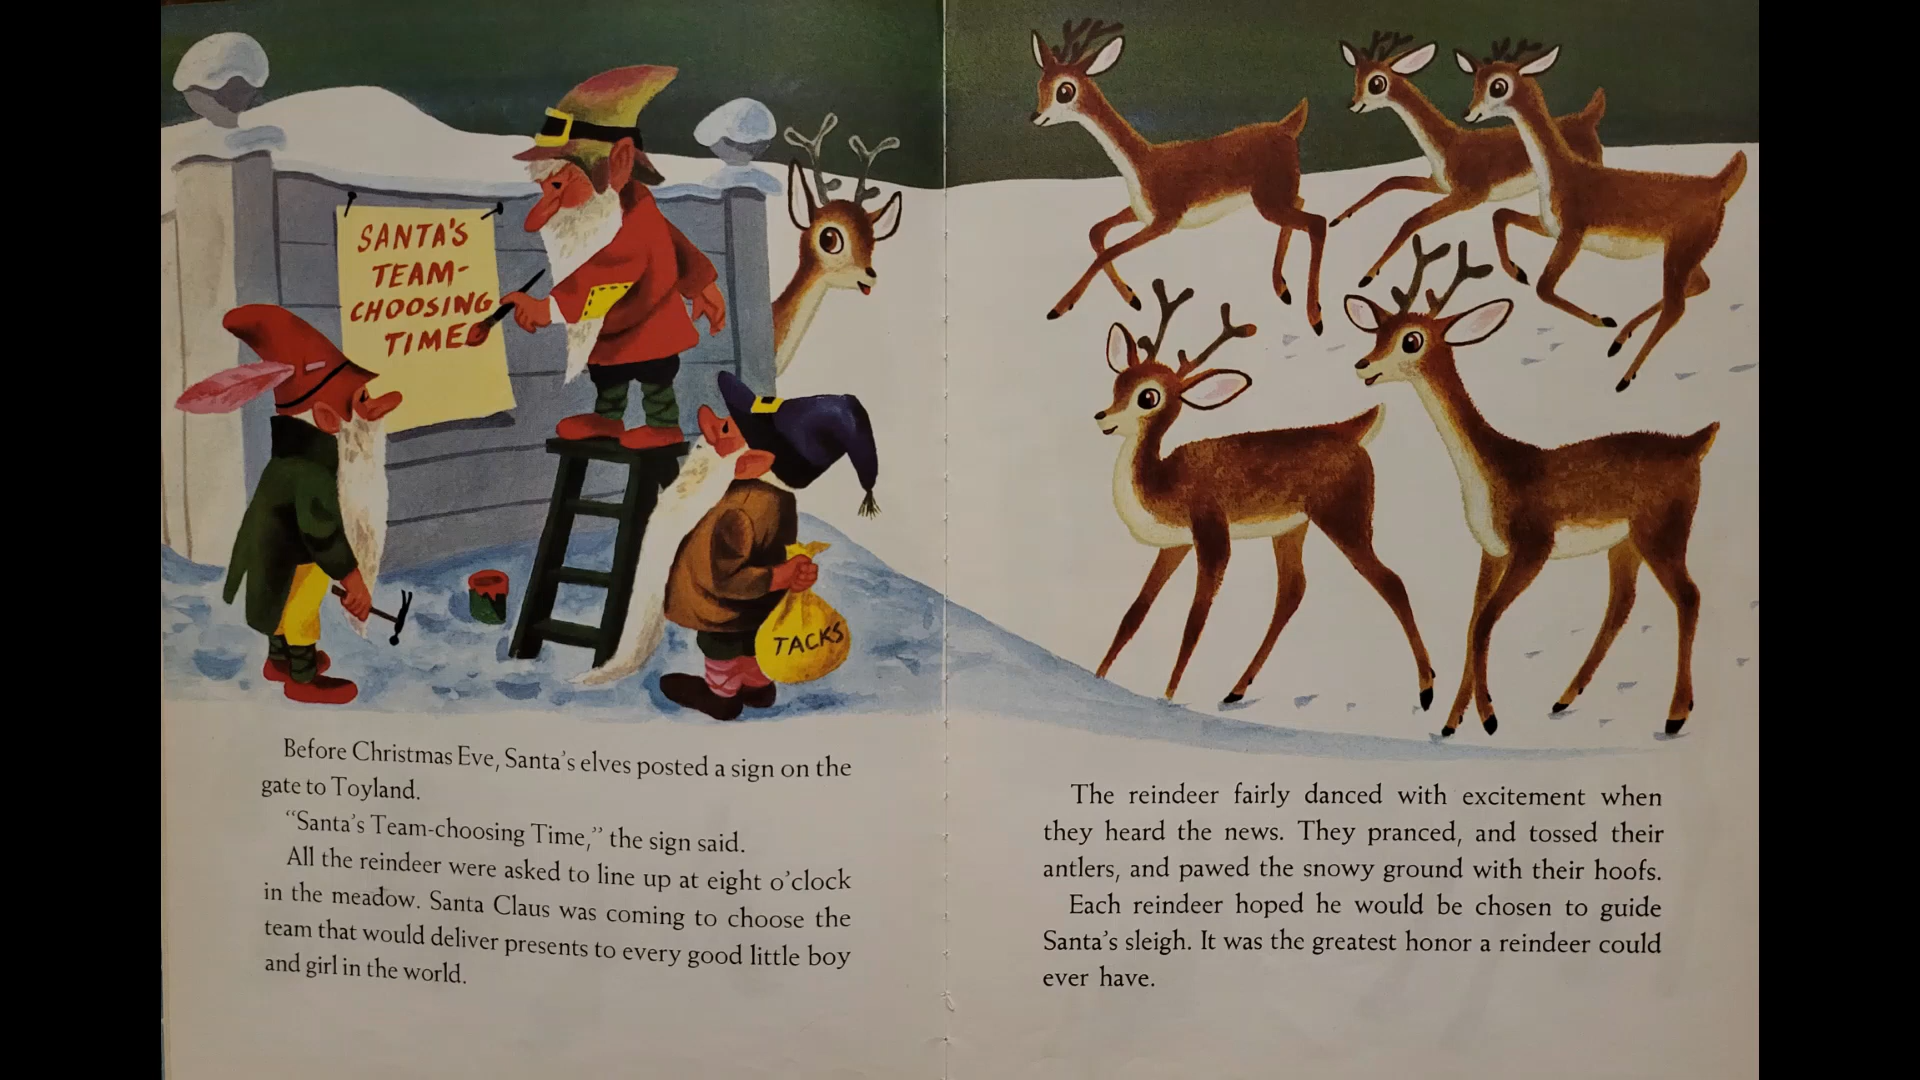 SANTA'S
TEAM-
CHOOSING
TIME
TACKS
Before Christmas Eve, Santa's elves posted a sign on the
gate to Toyland.
“Santa's Team-choosing Time,” the sign said.
All the reindeer were asked to line up at eight o'clock
in the meadow. Santa Claus was coming to choose the
team that would deliver presents to every good little boy
and girl in the world.
The reindeer fairly danced with excitement when
they heard the news. They pranced, and tossed their
antlers, and pawed the snowy ground with their hoofs.
Each reindeer hoped he would be chosen to guide
Santa's sleigh. It was the greatest honor a reindeer could
ever have.